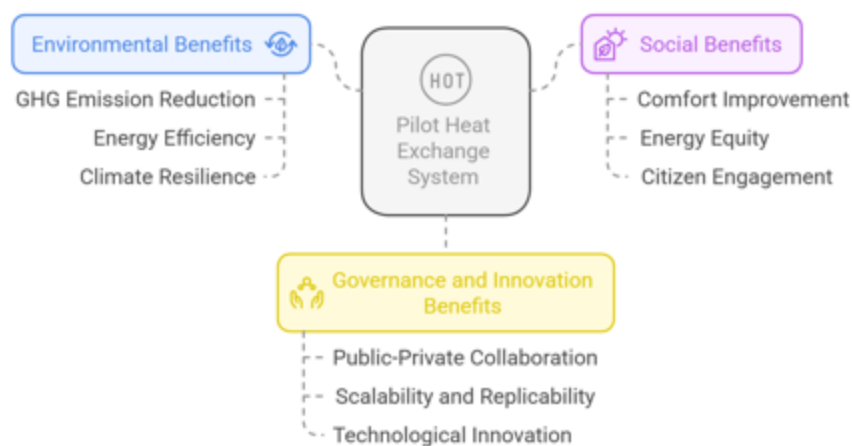 Environmental Benefits
GHG Emission Reduction
Energy Efficiency
Climate Resilience
HOT
Pilot Heat
Exchange
System
Social Benefits
Comfort Improvement
Energy Equity
Citizen Engagement
Governance and Innovation
Benefits
Public-Private Collaboration
Scalability and Replicability
Technological Innovation